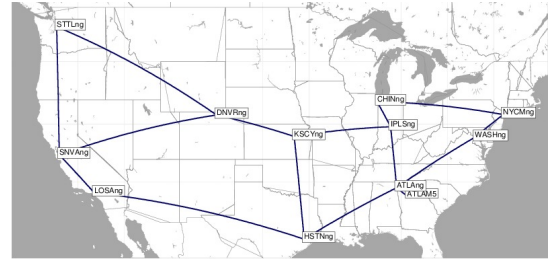 STTLng
CHINng
DNVRng
NYCMng
IPLSng
KSCYng
WASHng
SNVAng
ATLAng
LOSAng
ATLAM5
HSTNng